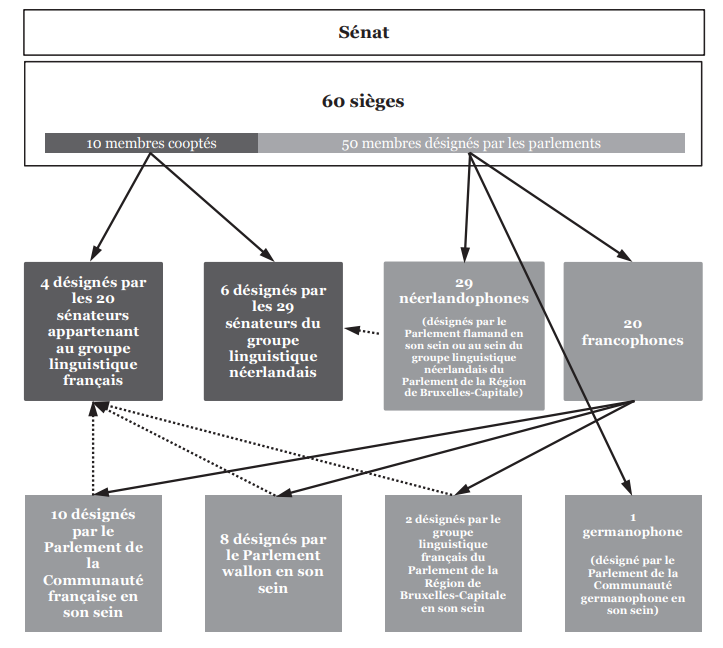 Sénat
60 sièges
10 membres cooptés
50 membres désignés par les parlements
4 désignés par
les 20
sénateurs
appartenant
au groupe
linguistique
français
6 désignés par
les 29
sénateurs du
groupe
linguistique
néerlandais
29
néerlandophones
(désignés par le
Parlement flamand en
son sein ou au sein du
groupe linguistique
néerlandais du
Parlement de la Région
de Bruxelles-Capitale)
20
francophones
10 désignés
par le
Parlement de
la
Communauté
française en
son sein
8 désignés par
le Parlement
wallon en son
sein
2 désignés par le
groupe
linguistique
français du
Parlement de la
Région de
Bruxelles-Capitale
en son sein
1
germanophone
(désigné par le
Parlement de la
Communauté
germanophone en
son sein)